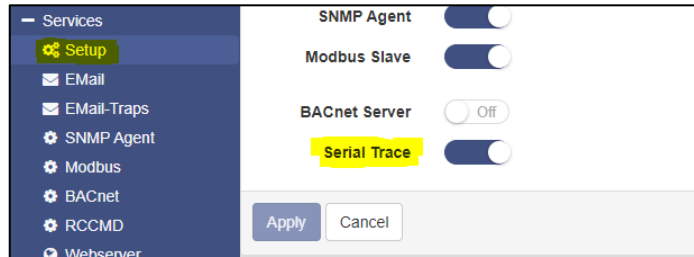 Services
Setup
EMail
EMail-Traps
SNMP Agent
Modbus
BACnet
RCCMD
Webserver
SNMP Agent
Modbus Slave
BACnet Server Off
Serial Trace
Apply Cancel